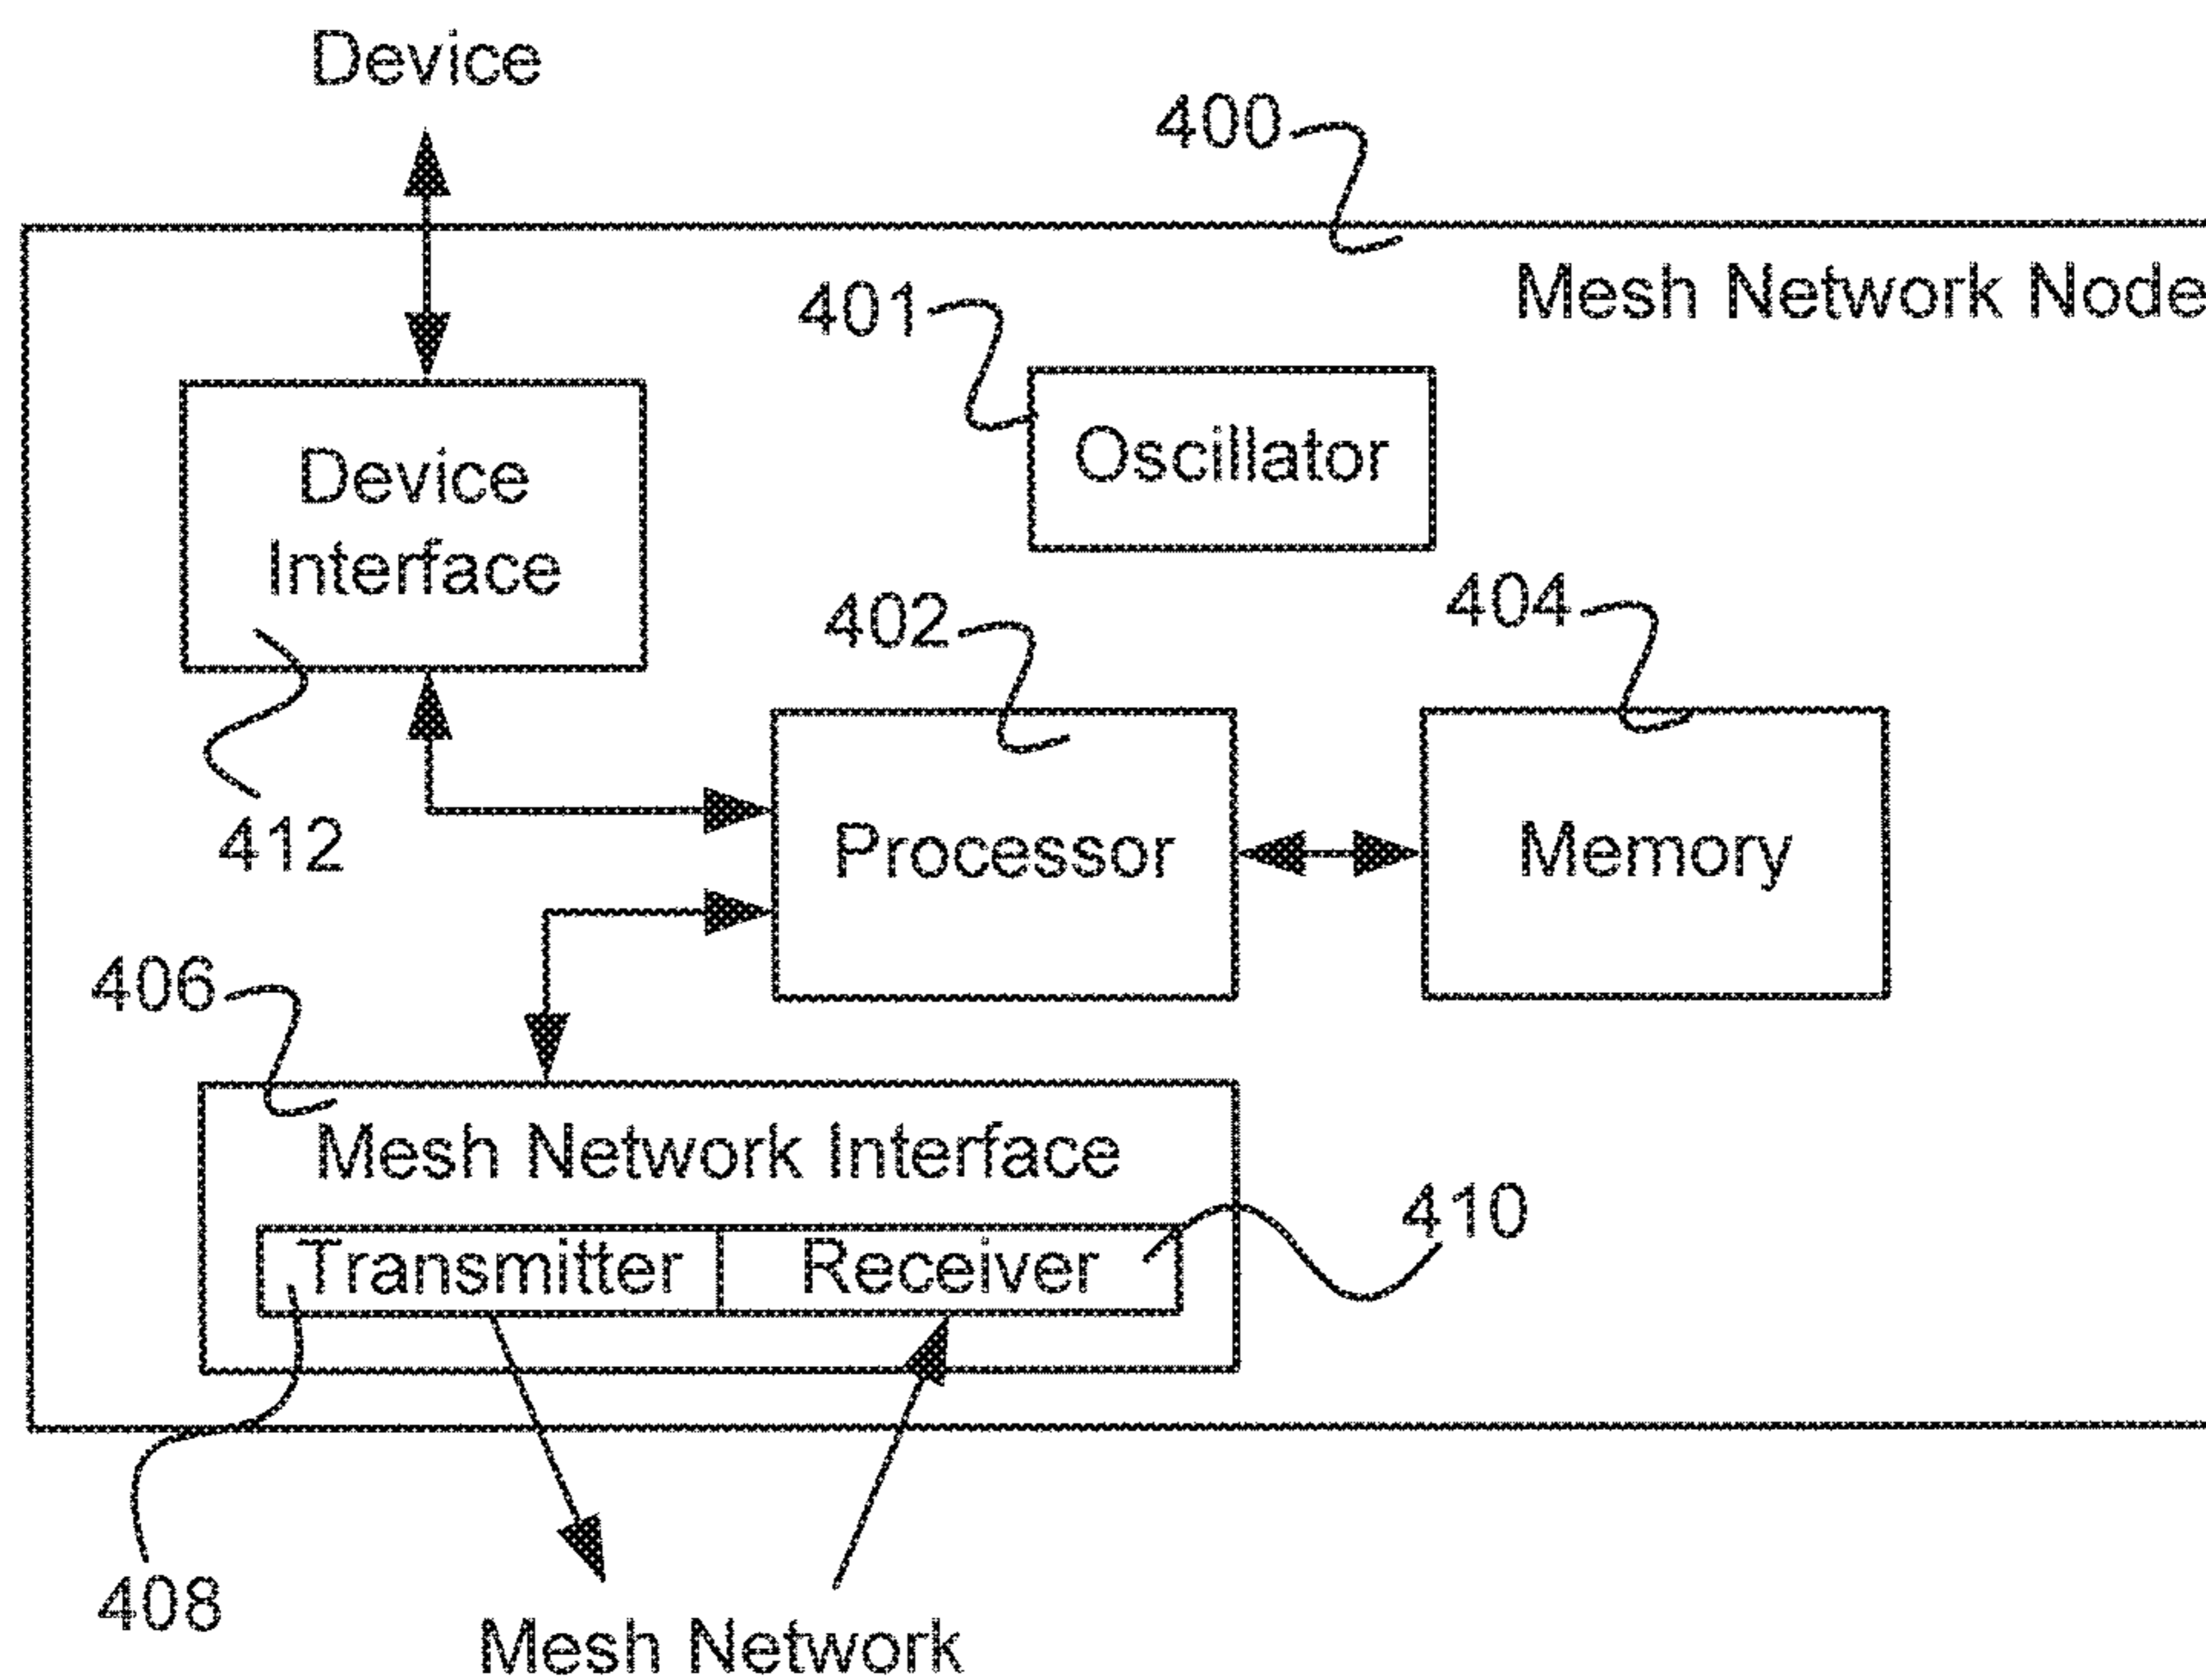 Device
400
Mesh Network Node
401
Oscillator
Device
Interface
402
404
412
Processor
Memory
406
Mesh Network Interface
410
Transmitter
Receiver
408
Mesh Network